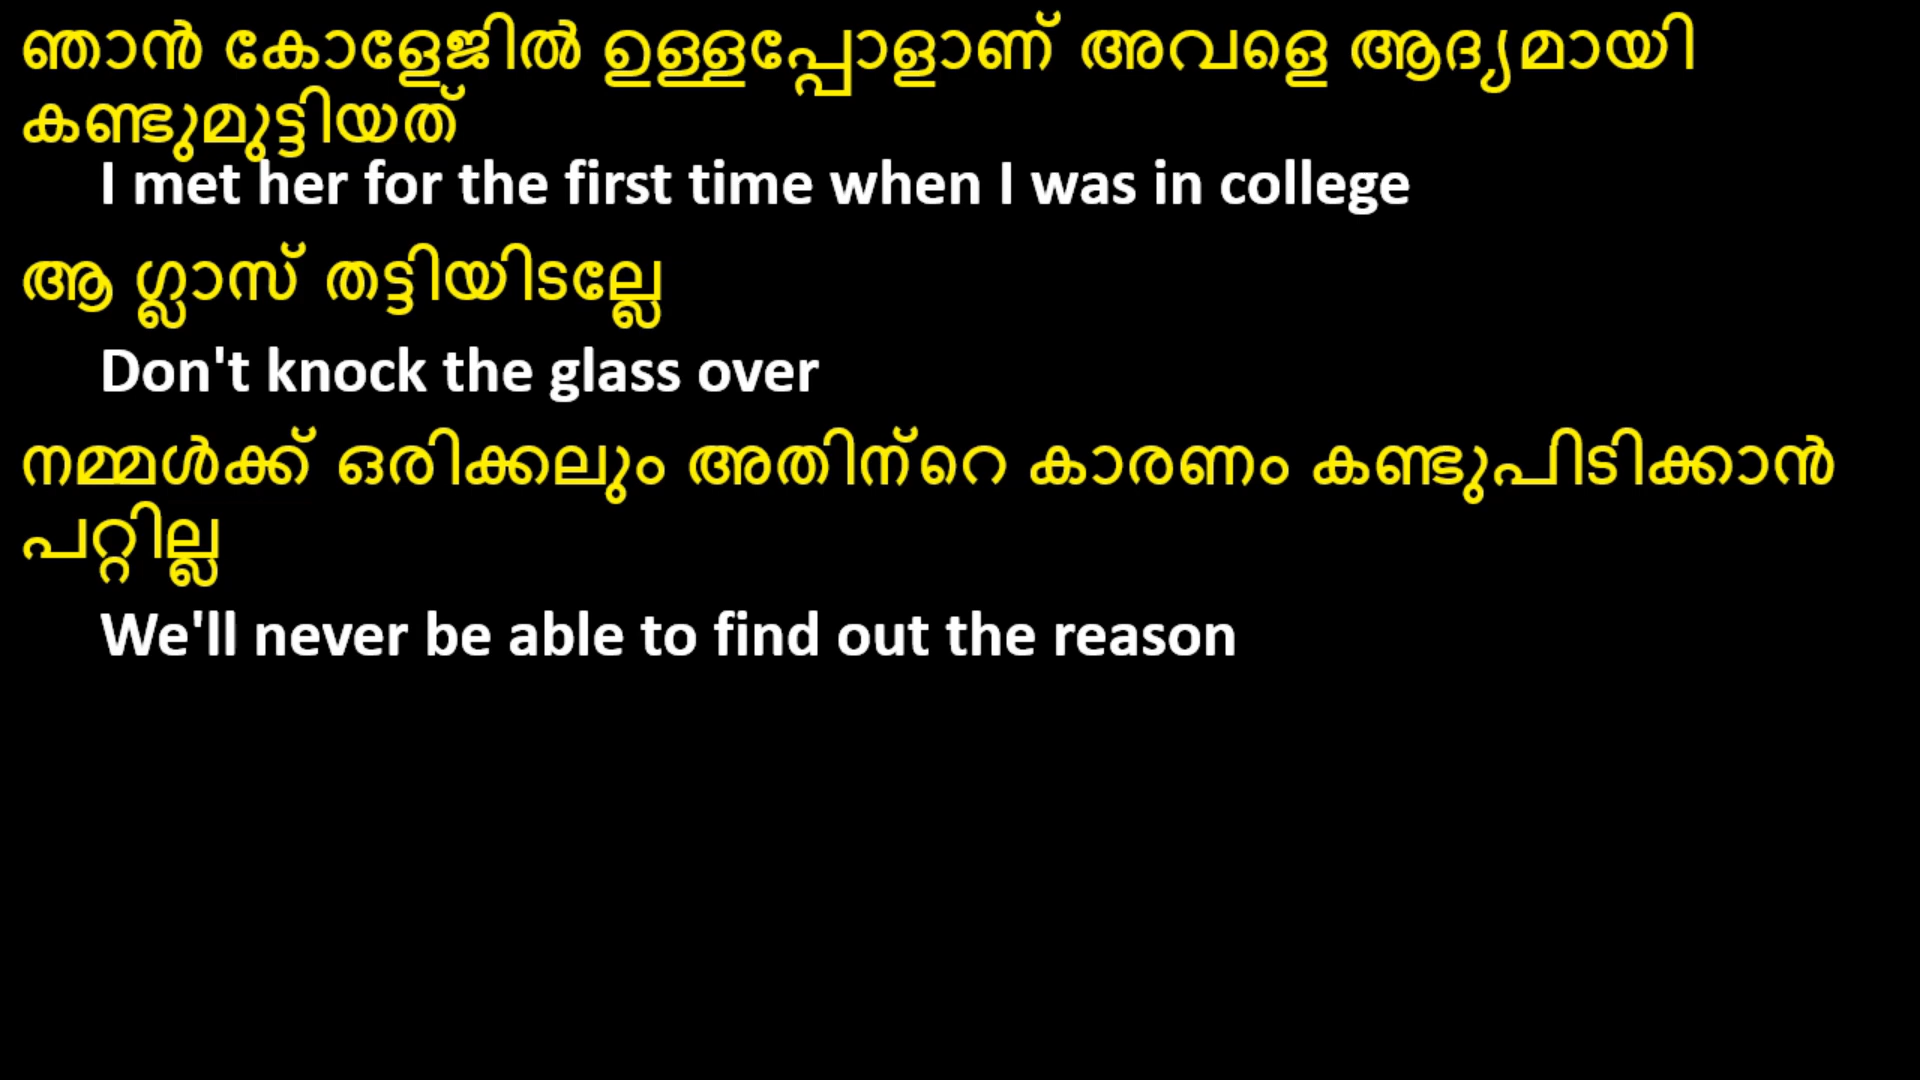 ഞാൻ കോളേജിൽ ഉള്ളപ്പോളാണ് അവളെ ആദ്യമായി
കണ്ടുമുട്ടിയത്
I met her for the first time when I was in college
ആ ഗ്ലാസ് തട്ടിയിടല്ലേ
Don't knock the glass over
നമ്മൾക്ക് ഒരിക്കലും അതിന്റെ കാരണം കണ്ടുപിടിക്കാൻ
പറ്റില്ല
We'll never be able to find out the reason